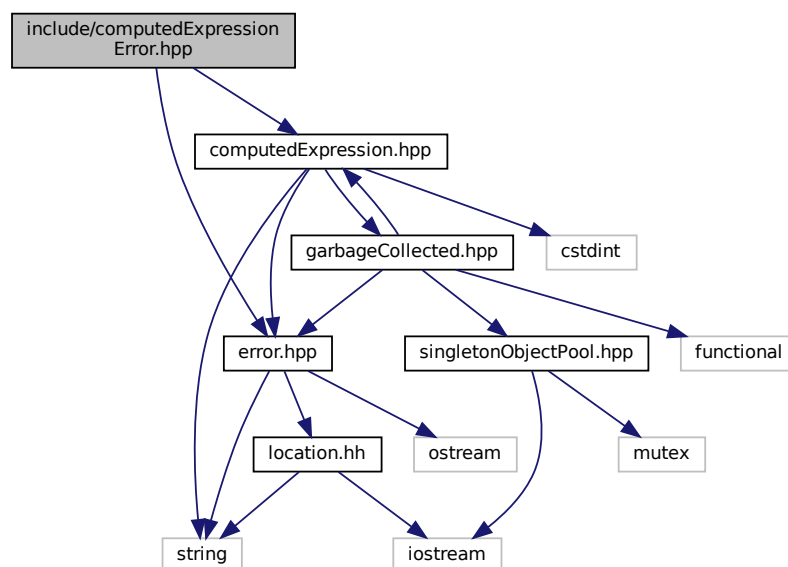 include/computedExpression
Error.hpp
computedExpression.hpp
garbageCollected.hpp
cstdint
error.hpp
singletonObjectPool.hpp
functional
location.hh
ostream
mutex
string
iostream